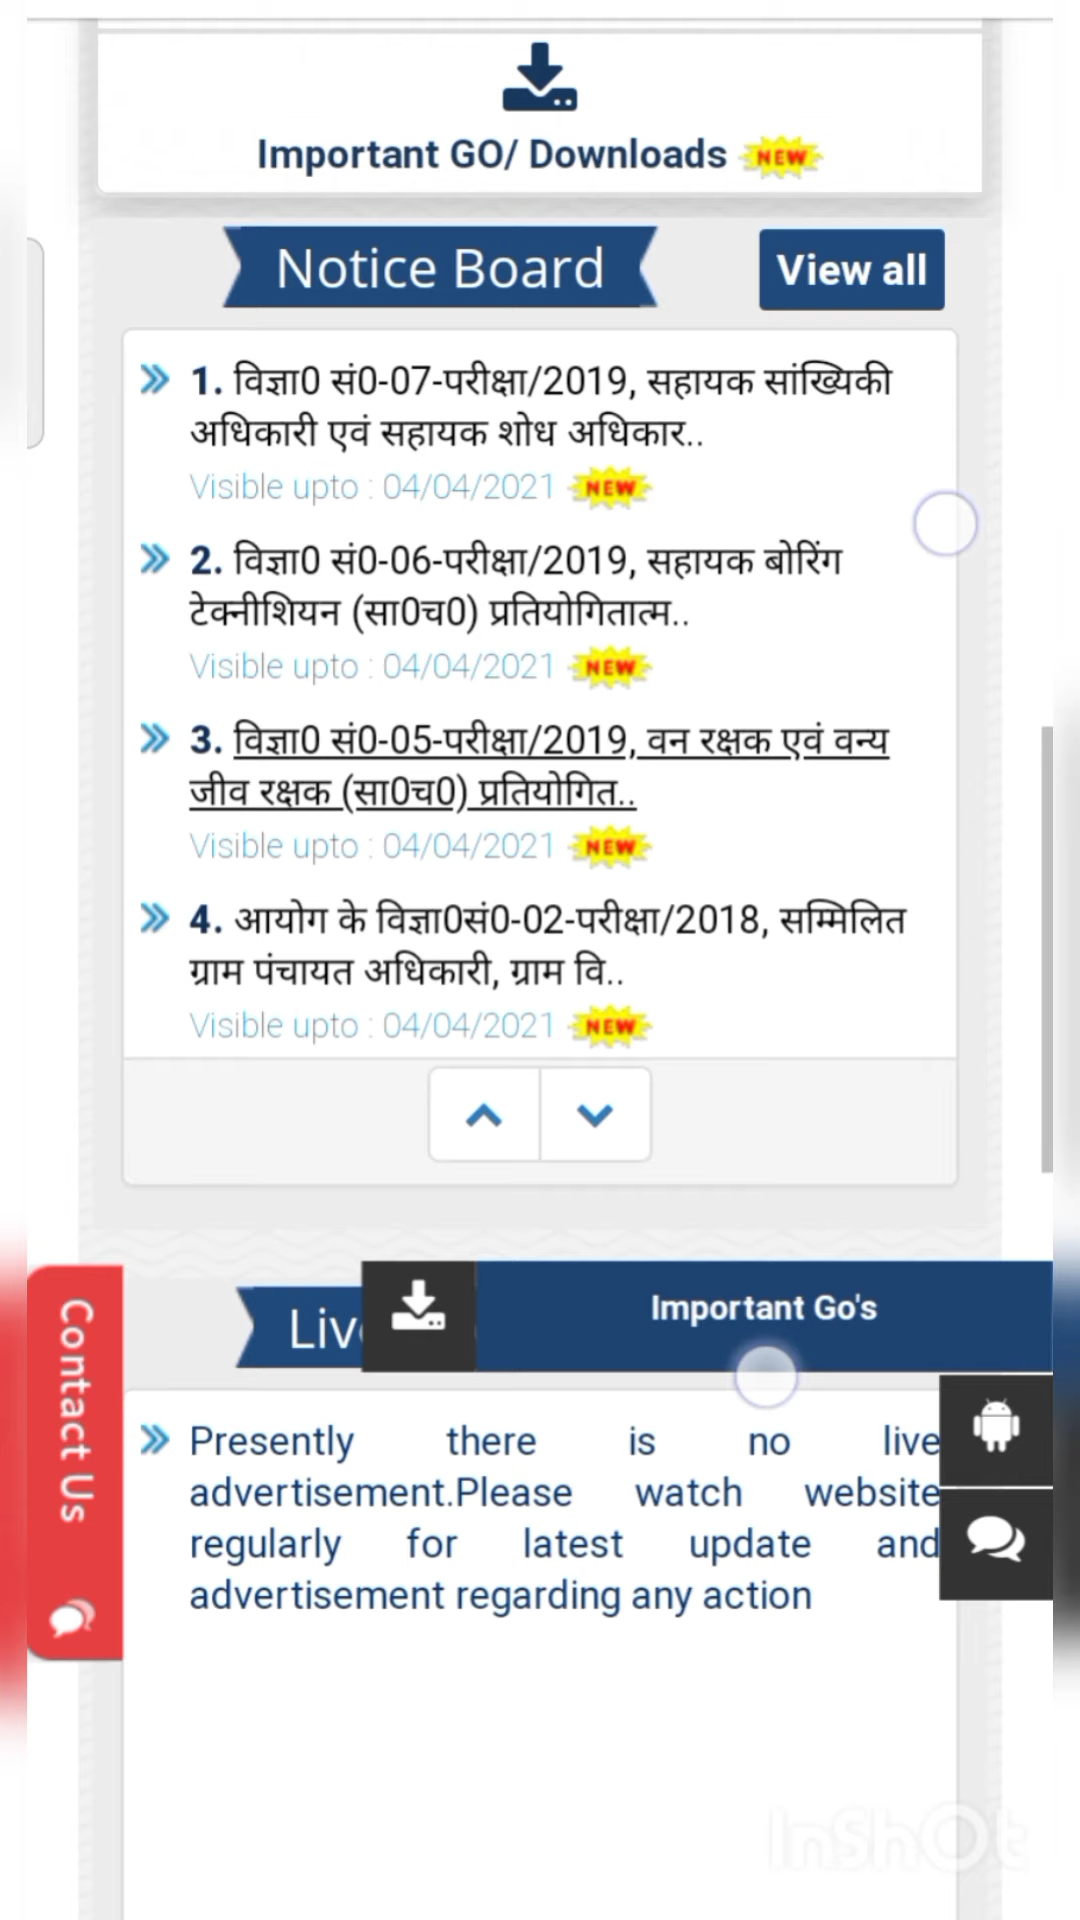 Important GO/ Downloads NEW
Notice Board
View all
1. विज्ञा0 सं0-07-परीक्षा/2019, सहायक सांख्यिकी
अधिकारी एवं सहायक शोध अधिकार..
Visible upto : 04/04/2021 NEW
2. विज्ञा0 सं0-06-परीक्षा/2019, सहायक बोरिंग
टेक्नीशियन (सा0च0) प्रतियोगितात्म..
Visible upto : 04/04/2021 NEW
3. विज्ञा0 सं0-05-परीक्षा/2019, वन रक्षक एवं वन्य
जीव रक्षक (सा0च0) प्रतियोगित..
Visible upto : 04/04/2021 NEW
4. आयोग के विज्ञा0सं0-02-परीक्षा/2018, सम्मिलित
ग्राम पंचायत अधिकारी, ग्राम वि..
Visible upto : 04/04/2021 NEW
Contact Us
Important Go's
Presently there is no live
advertisement.Please watch website
regularly for latest update and
advertisement regarding any action
InShOt